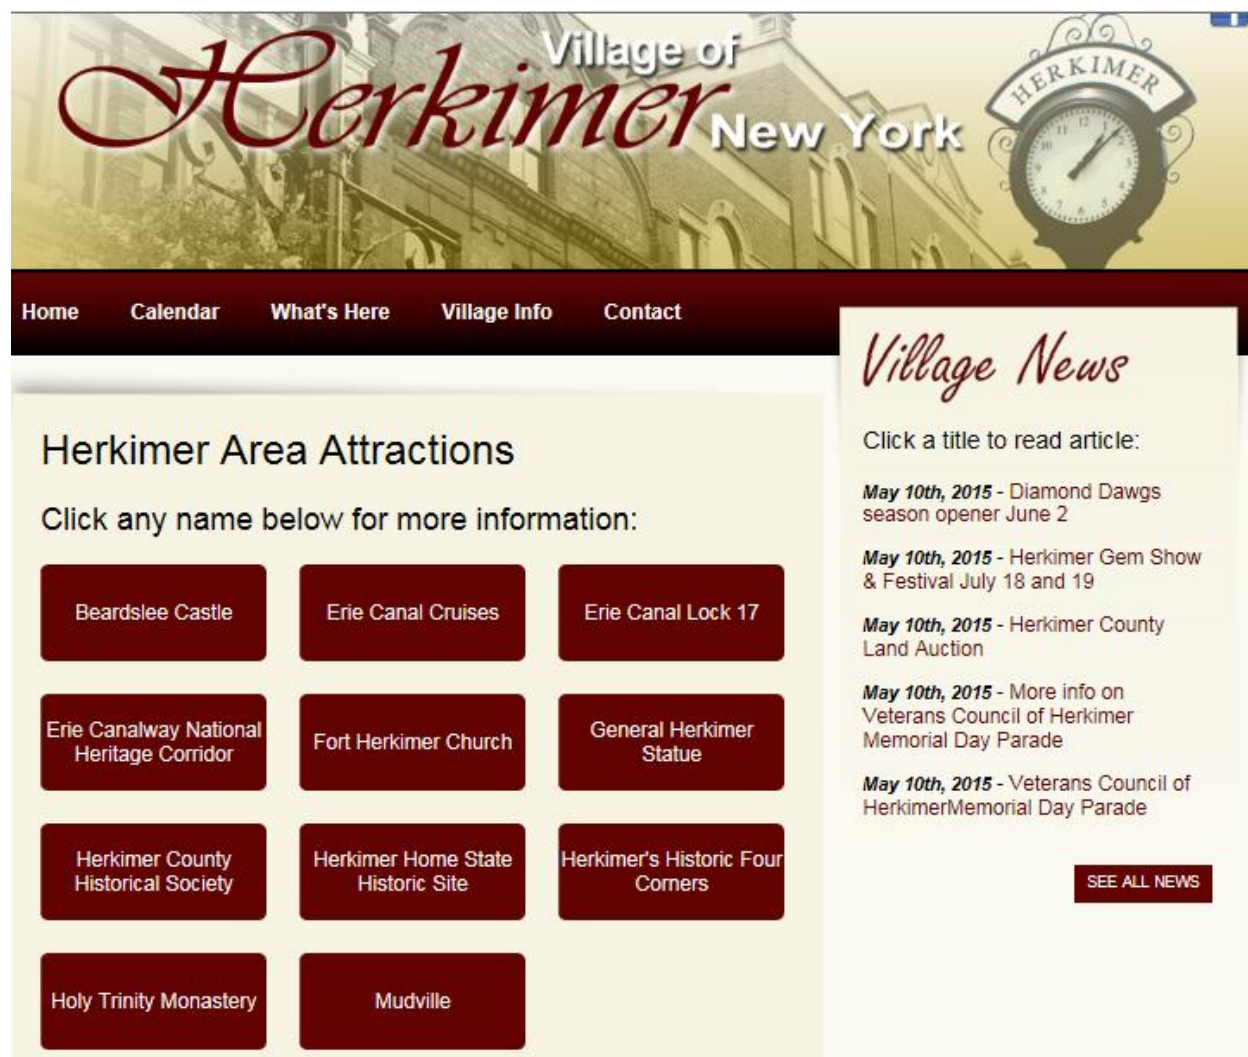 Village of
Herkimer
New York
HERKIMER
Home Calendar What's Here Village Info Contact
Herkimer Area Attractions
Click any name below for more information:
Beardslee Castle
Erie Canal Cruises
Erie Canal Lock 17
Erie Canalway National
Heritage Corridor
Fort Herkimer Church
General Herkimer
Statue
Herkimer County
Historical Society
Herkimer Home State
Historic Site
Herkimer's Historic Four
Corners
Holy Trinity Monastery
Mudville
Village News
Click a title to read article:
May 10th, 2015 - Diamond Dawgs
season opener June 2
May 10th, 2015 - Herkimer Gem Show
& Festival July 18 and 19
May 10th, 2015 - Herkimer County
Land Auction
May 10th, 2015 - More info on
Veterans Council of Herkimer
Memorial Day Parade
May 10th, 2015 - Veterans Council of
HerkimerMemorial Day Parade
SEE ALL NEWS